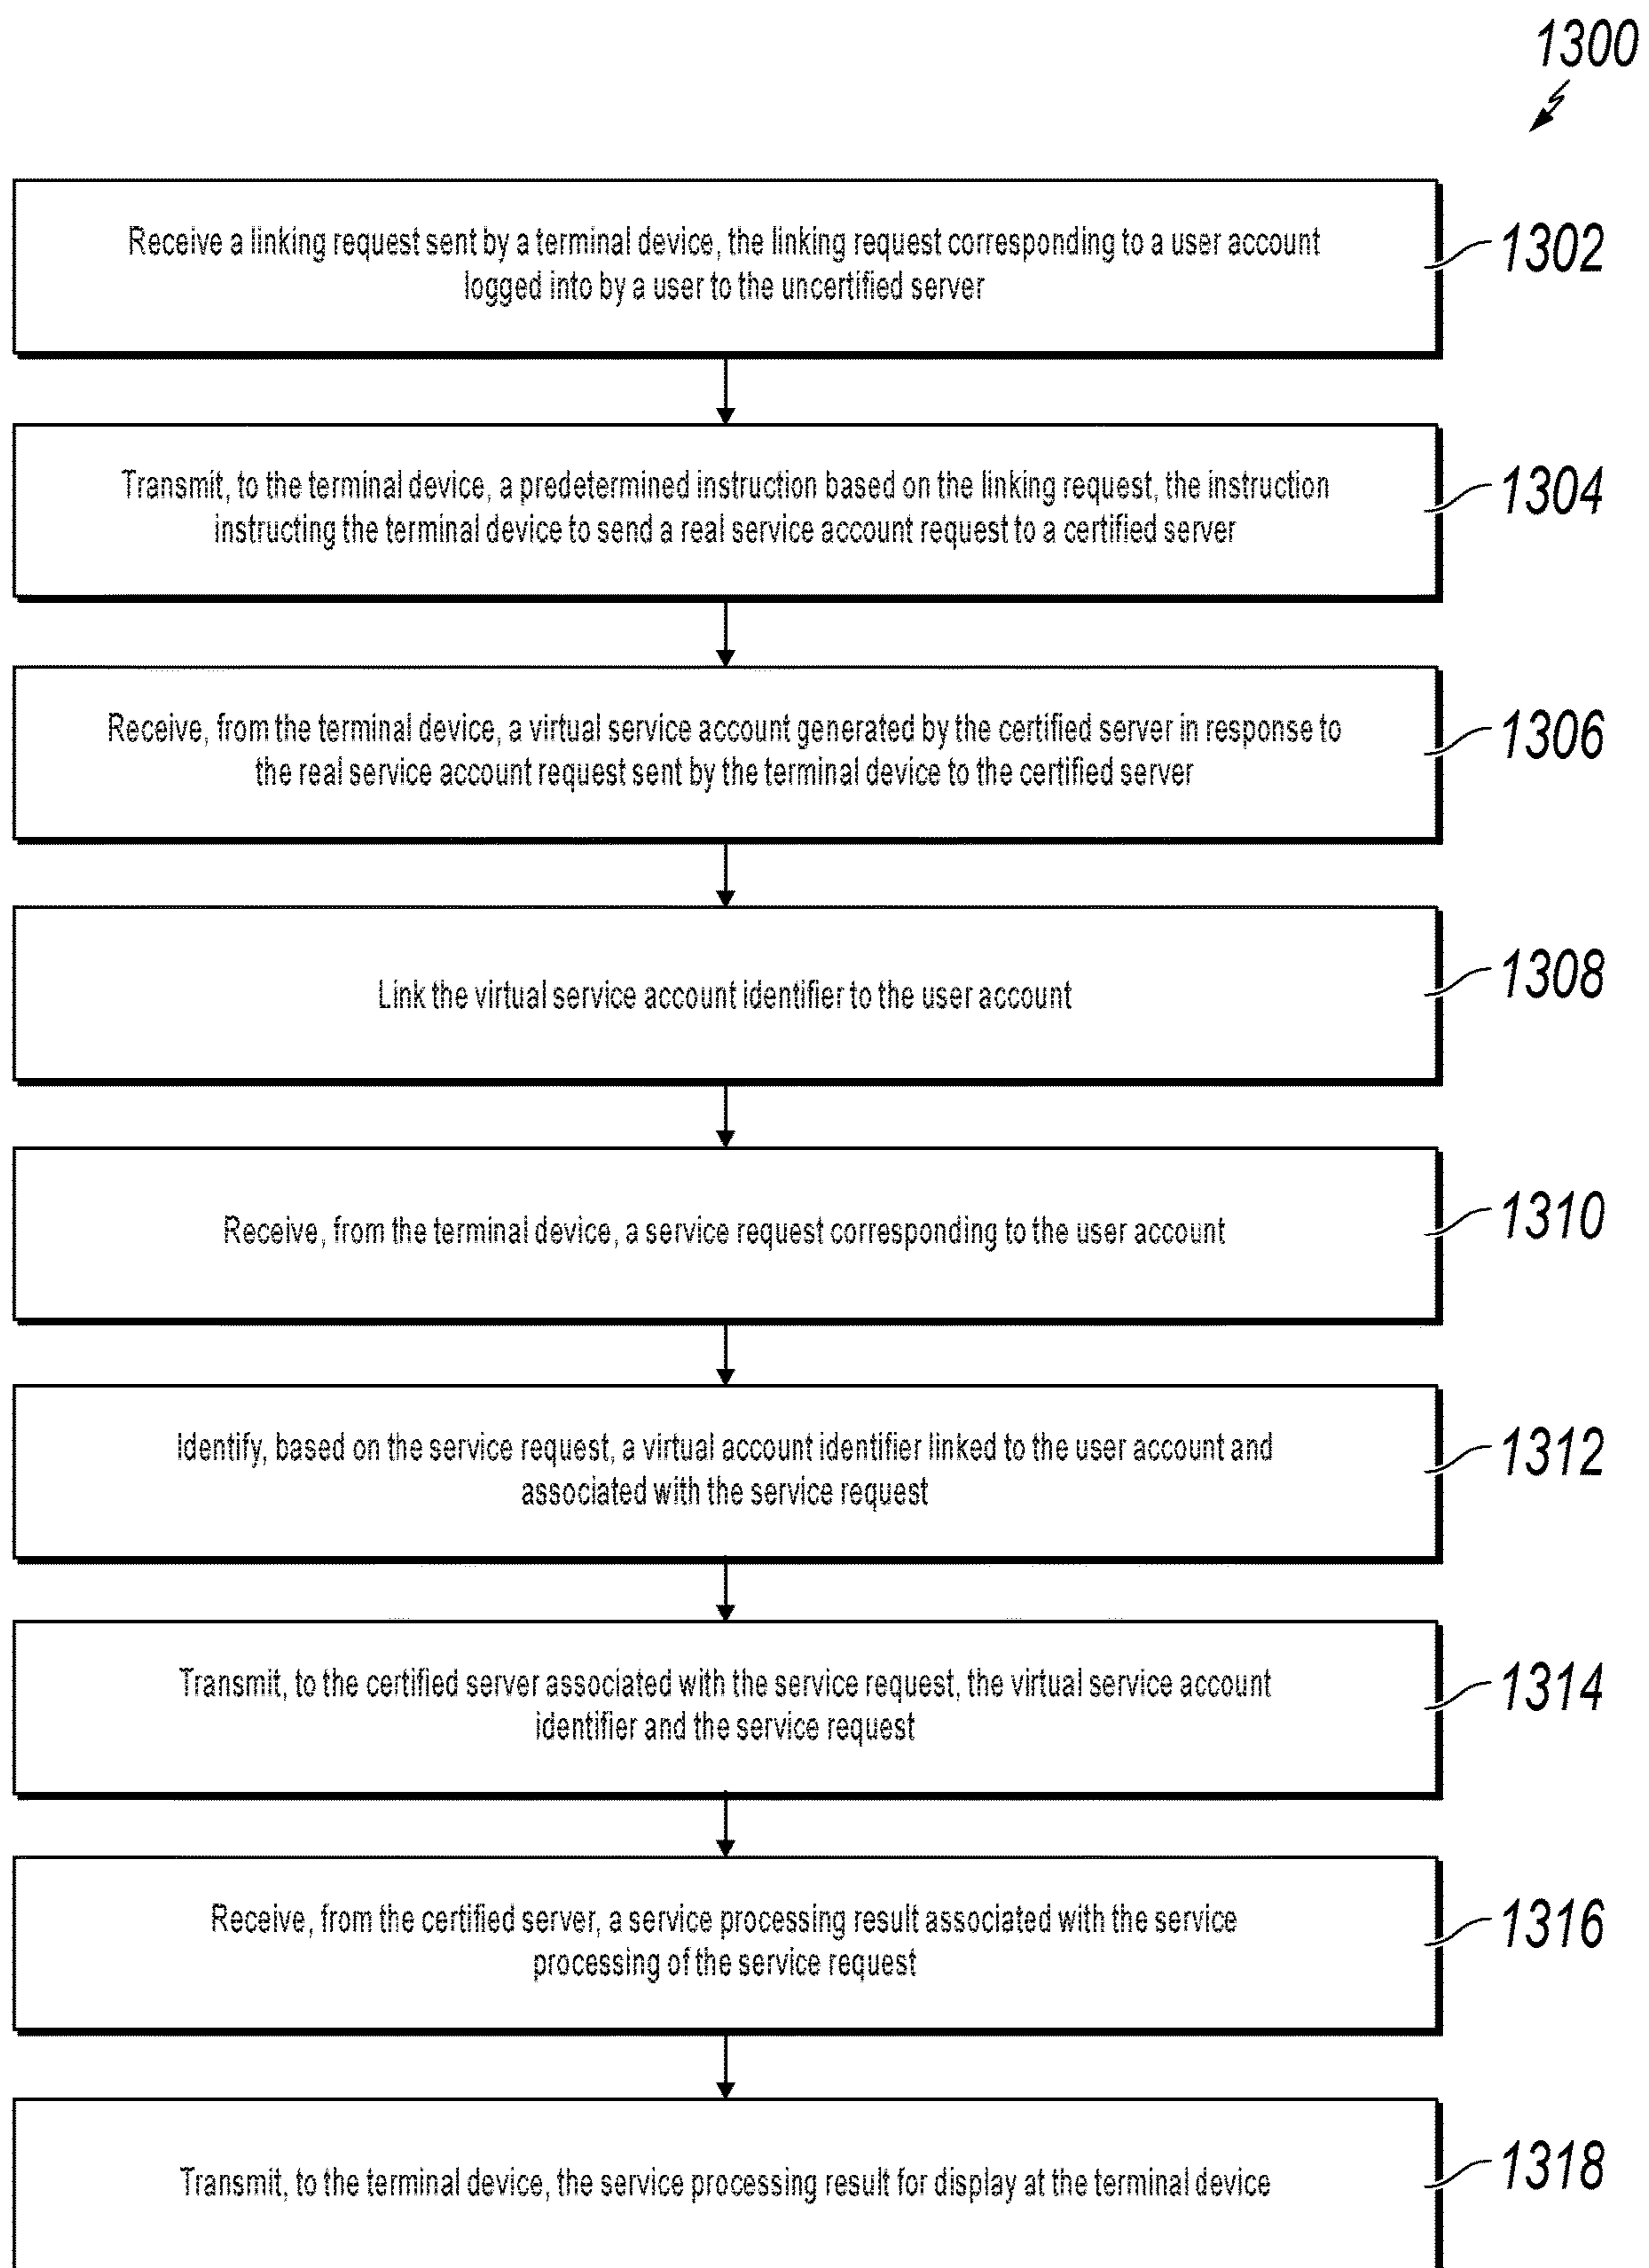 1300
Receive a linking request sent by a terminal device, the linking request corresponding to a user account
logged into by a user to the uncertified server
1302
Transmit, to the terminal device, a predetermined instruction based on the linking request, the instruction
instructing the terminal device to send a real service account request to a certified server
1304
Receive, from the terminal device, a virtual service account generated by the certified server in response to
the real service account request sent by the terminal device to the certified server
1306
Link the virtual service account identifier to the user account
1308
Receive, from the terminal device, a service request corresponding to the user account
1310
Identify, based on the service request, a virtual account identifier linked to the user account and
associated with the service request
1312
Transmit, to the certified server associated with the service request, the virtual service account
identifier and the service request
1314
Receive, from the certified server, a service processing result associated with the service
processing of the service request
1316
Transmit, to the terminal device, the service processing result for display at the terminal device
1318